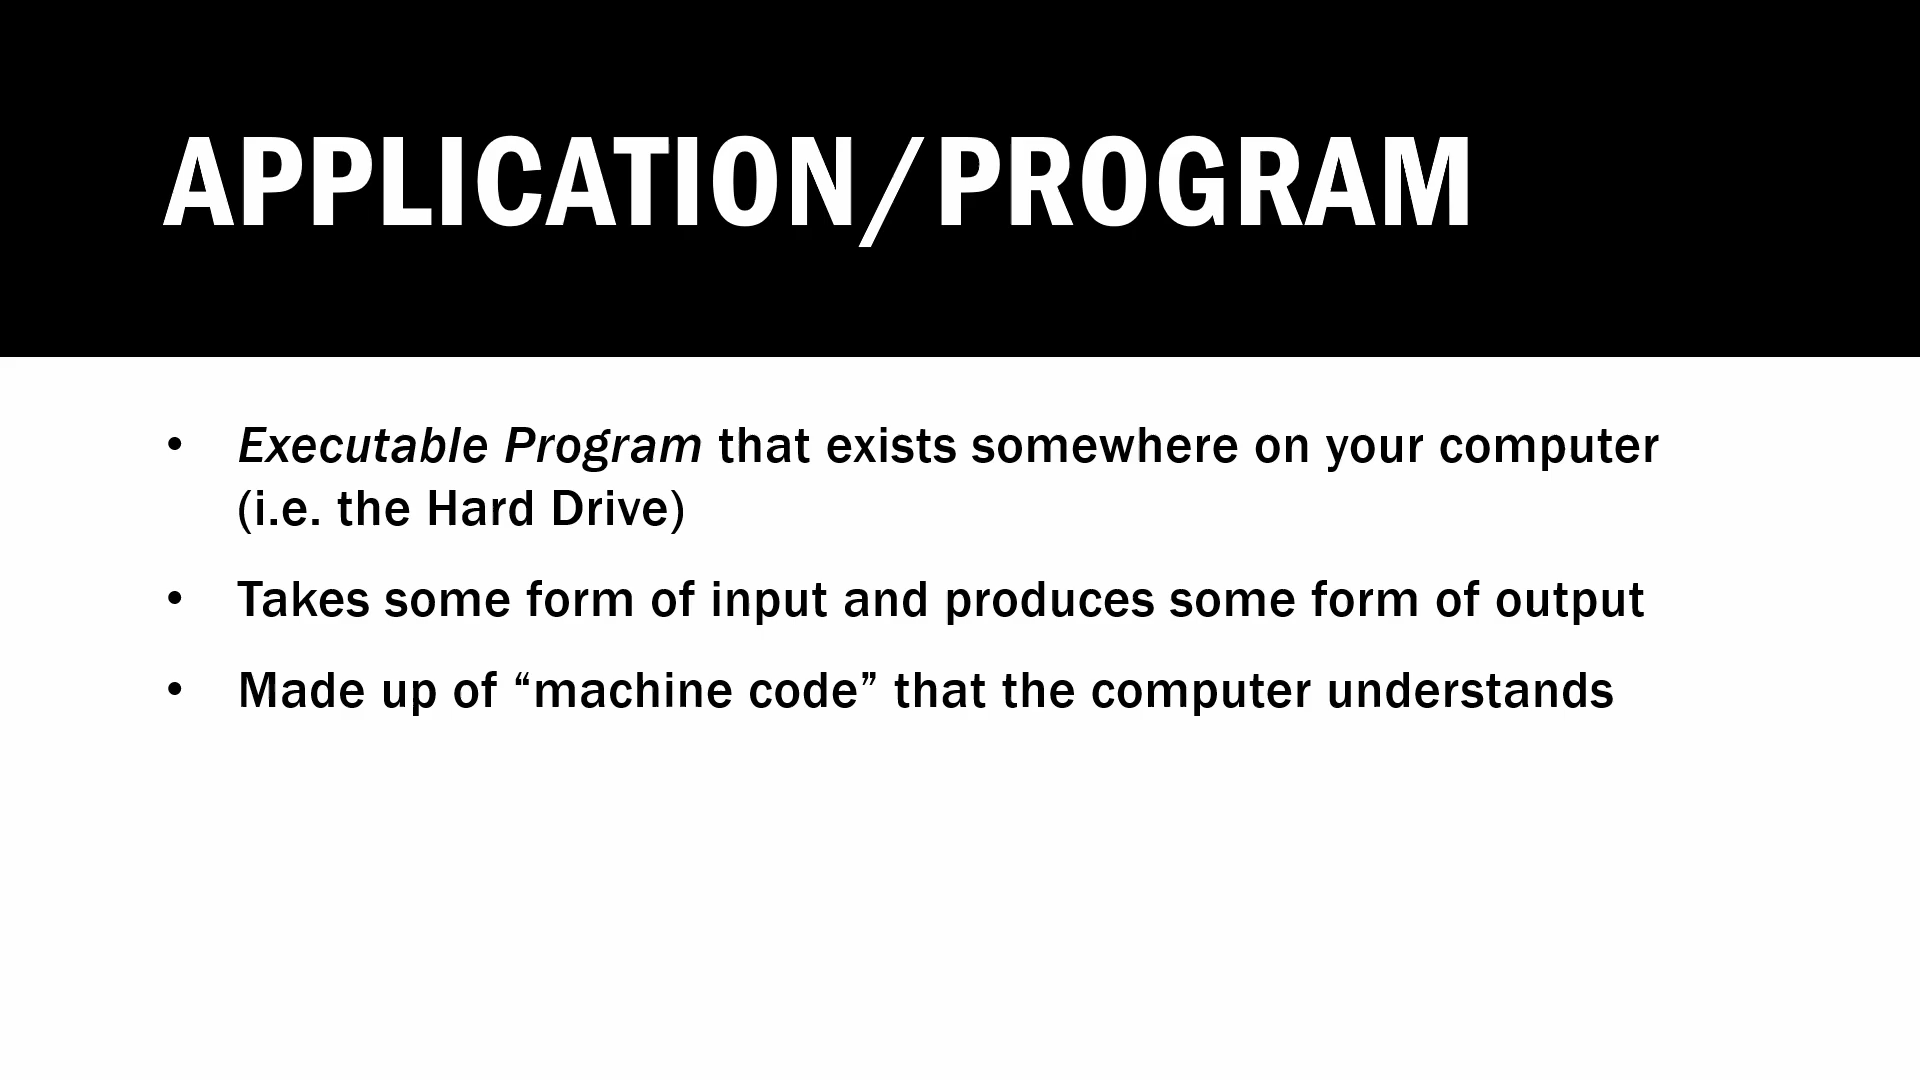 APPLICATION/PROGRAM
• Executable Program that exists somewhere on your computer
(i.e. the Hard Drive)
• Takes some form of input and produces some form of output
• Made up of “machine code” that the computer understands